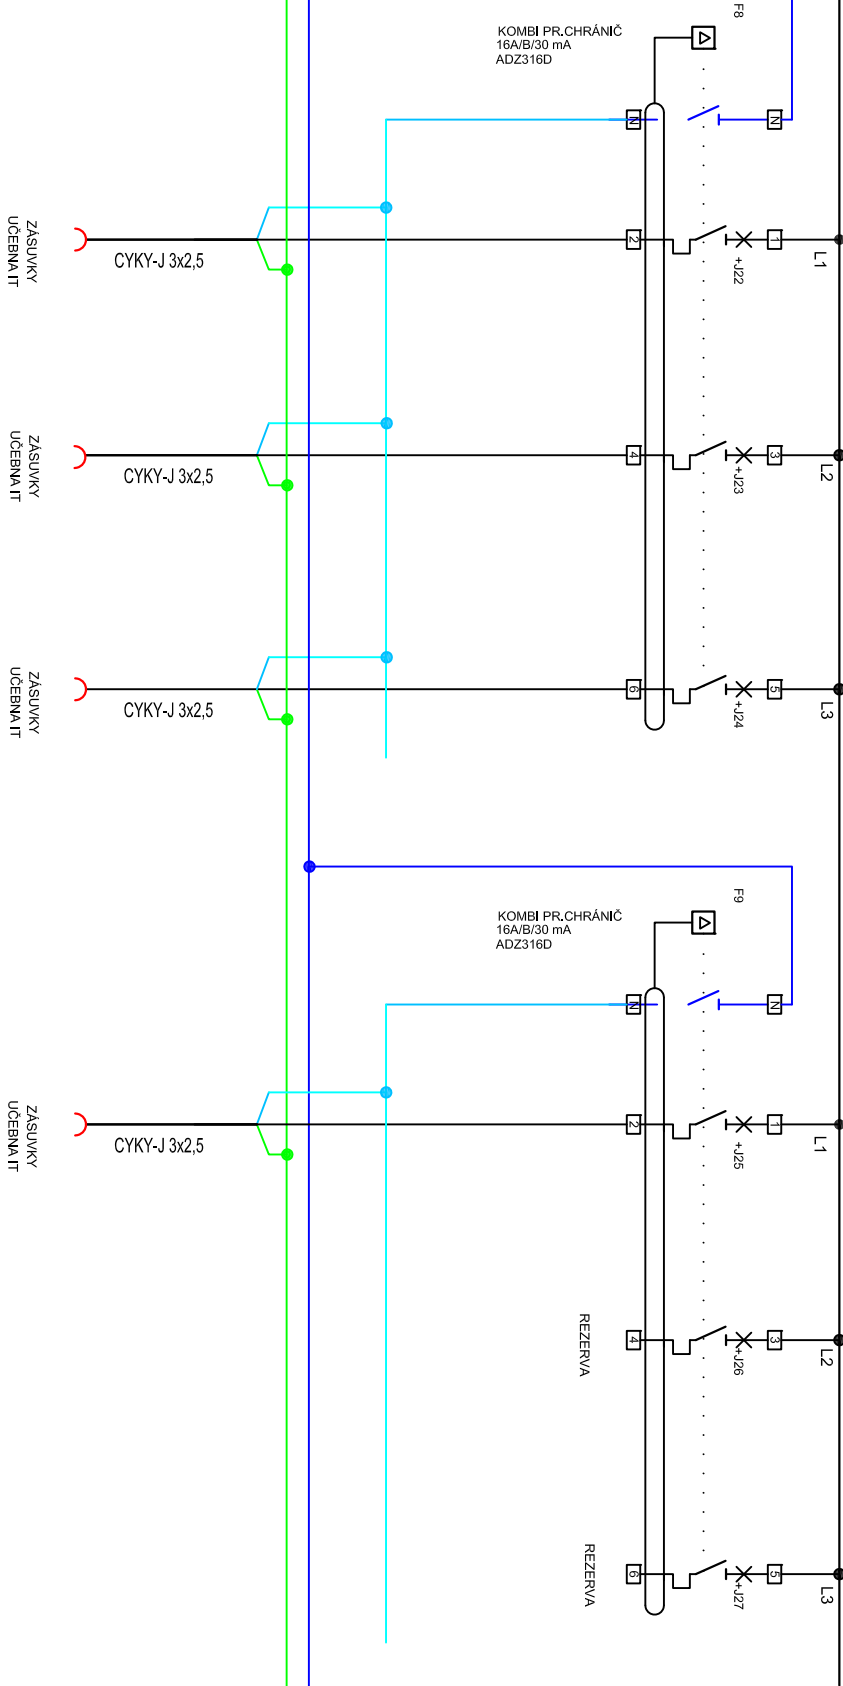 F8
KOMBI PR.CHRÁNIČ
16A/B/30 mA
ADZ316D
N
N
ZÁSUVKY
UČEBNA IT
CYKY-J 3x2,5
2
+J22
1
L1
ZÁSUVKY
UČEBNA IT
CYKY-J 3x2,5
4
+J23
3
L2
ZÁSUVKY
UČEBNA IT
CYKY-J 3x2,5
6
+J24
5
L3
F9
KOMBI PR.CHRÁNIČ
16A/B/30 mA
ADZ316D
N
N
ZÁSUVKY
UČEBNA IT
CYKY-J 3x2,5
2
+J25
1
L1
REZERVA
4
+J26
3
L2
REZERVA
6
+J27
5
L3